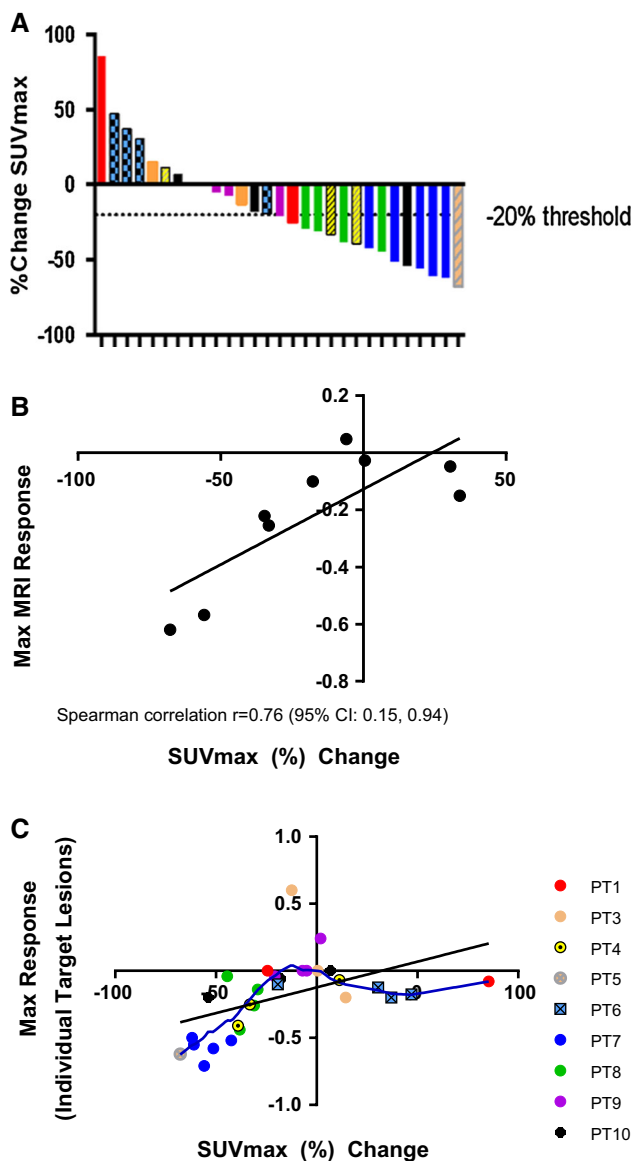 A
100
50
0
-50
-100
%Change SUVmax
-20% threshold
B
0.2
-100
-50
0
50
-0.2
-0.4
-0.6
-0.8
Max MRI Response
Spearman correlation r=0.76 (95% CI: 0.15, 0.94)
SUVmax (%) Change
C
1.0
0.5
-100
-50
0
50
100
-0.5
-1.0
Max Response
(Individual Target Lesions)
SUVmax (%) Change
PT1
PT3
PT4
PT5
PT6
PT7
PT8
PT9
PT10